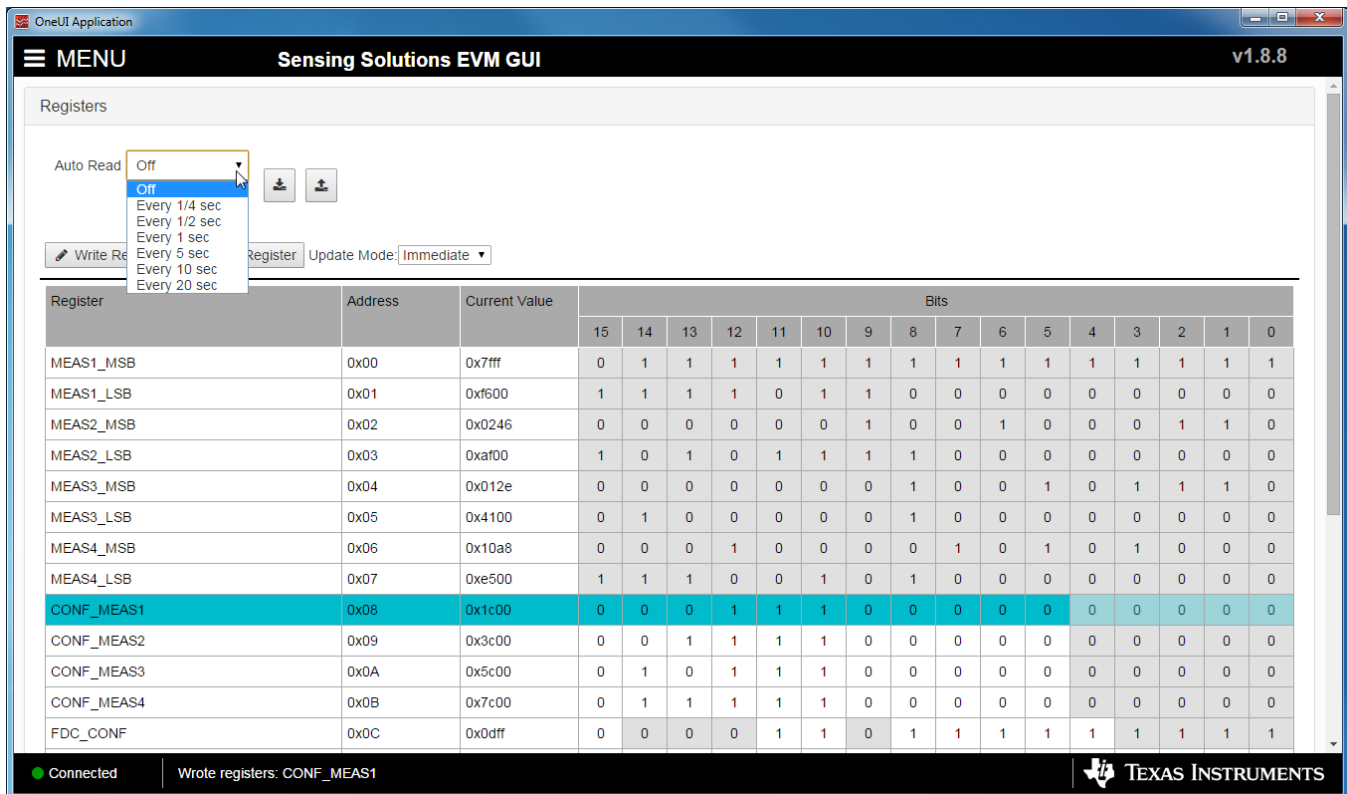 OneUI Application
MENU Sensing Solutions EVM GUI v1.8.8
Registers
Auto Read Off
Off
Every 1/4 sec
Every 1/2 sec
Every 1 sec
Every 5 sec
Every 10 sec
Every 20 sec
Write Re Register Update Mode: Immediate
Register Address Current Value Bits
15 14 13 12 11 10 9 8 7 6 5 4 3 2 1 0
MEAS1_MSB 0x00 0x7fff 0 1 1 1 1 1 1 1 1 1 1 1 1 1 1 1
MEAS1_LSB 0x01 0xf600 1 1 1 1 0 1 1 0 0 0 0 0 0 0 0 0
MEAS2_MSB 0x02 0x0246 0 0 0 0 0 0 1 0 0 1 0 0 0 1 1 0
MEAS2_LSB 0x03 0xaf00 1 0 1 0 1 1 1 1 0 0 0 0 0 0 0 0
MEAS3_MSB 0x04 0x012e 0 0 0 0 0 0 0 1 0 0 1 0 1 1 1 0
MEAS3_LSB 0x05 0x4100 0 1 0 0 0 0 0 1 0 0 0 0 0 0 0 0
MEAS4_MSB 0x06 0x10a8 0 0 0 1 0 0 0 0 1 0 1 0 1 0 0 0
MEAS4_LSB 0x07 0xe500 1 1 1 0 0 1 0 1 0 0 0 0 0 0 0 0
CONF_MEAS1 0x08 0x1c00 0 0 0 1 1 1 0 0 0 0 0 0 0 0 0 0
CONF_MEAS2 0x09 0x3c00 0 0 1 1 1 1 0 0 0 0 0 0 0 0 0 0
CONF_MEAS3 0x0A 0x5c00 0 1 0 1 1 1 0 0 0 0 0 0 0 0 0 0
CONF_MEAS4 0x0B 0x7c00 0 1 1 1 1 1 0 0 0 0 0 0 0 0 0 0
FDC_CONF 0x0C 0x0dff 0 0 0 0 1 1 0 1 1 1 1 1 1 1 1 1
Connected Wrote registers: CONF_MEAS1 TEXAS INSTRUMENTS